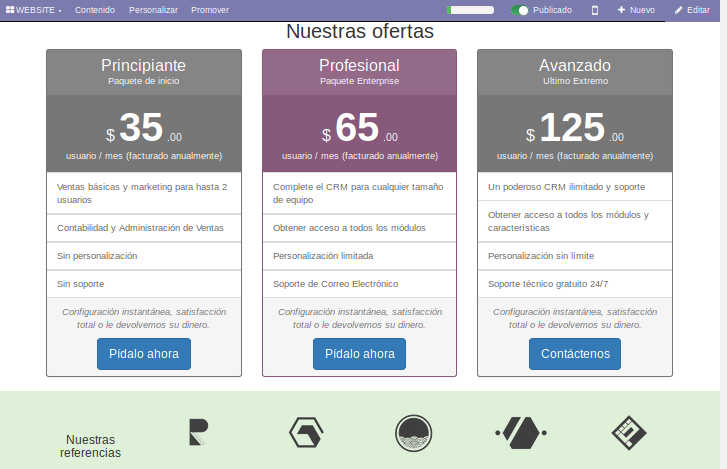 WEBSITE Contenido Personalizar Promover Publicado Nuevo Editar
Nuestras ofertas
Principiante
Paquete de inicio
$ 35 .00
usuario / mes (facturado anualmente)
Ventas básicas y marketing para hasta 2
usuarios
Contabilidad y Administración de Ventas
Sin personalización
Sin soporte
Configuración instantánea, satisfacción
total o le devolvemos su dinero.
Pídalo ahora
Profesional
Paquete Enterprise
$ 65 .00
usuario / mes (facturado anualmente)
Complete el CRM para cualquier tamaño
de equipo
Obtener acceso a todos los módulos
Personalización limitada
Soporte de Correo Electrónico
Configuración instantánea, satisfacción
total o le devolvemos su dinero.
Pídalo ahora
Avanzado
Ultimo Extremo
$ 125 .00
usuario / mes (facturado anualmente)
Un poderoso CRM ilimitado y soporte
Obtener acceso a todos los módulos y
características
Personalización sin límite
Soporte técnico gratuito 24/7
Configuración instantánea, satisfacción
total o le devolvemos su dinero.
Contáctenos
Nuestras
referencias